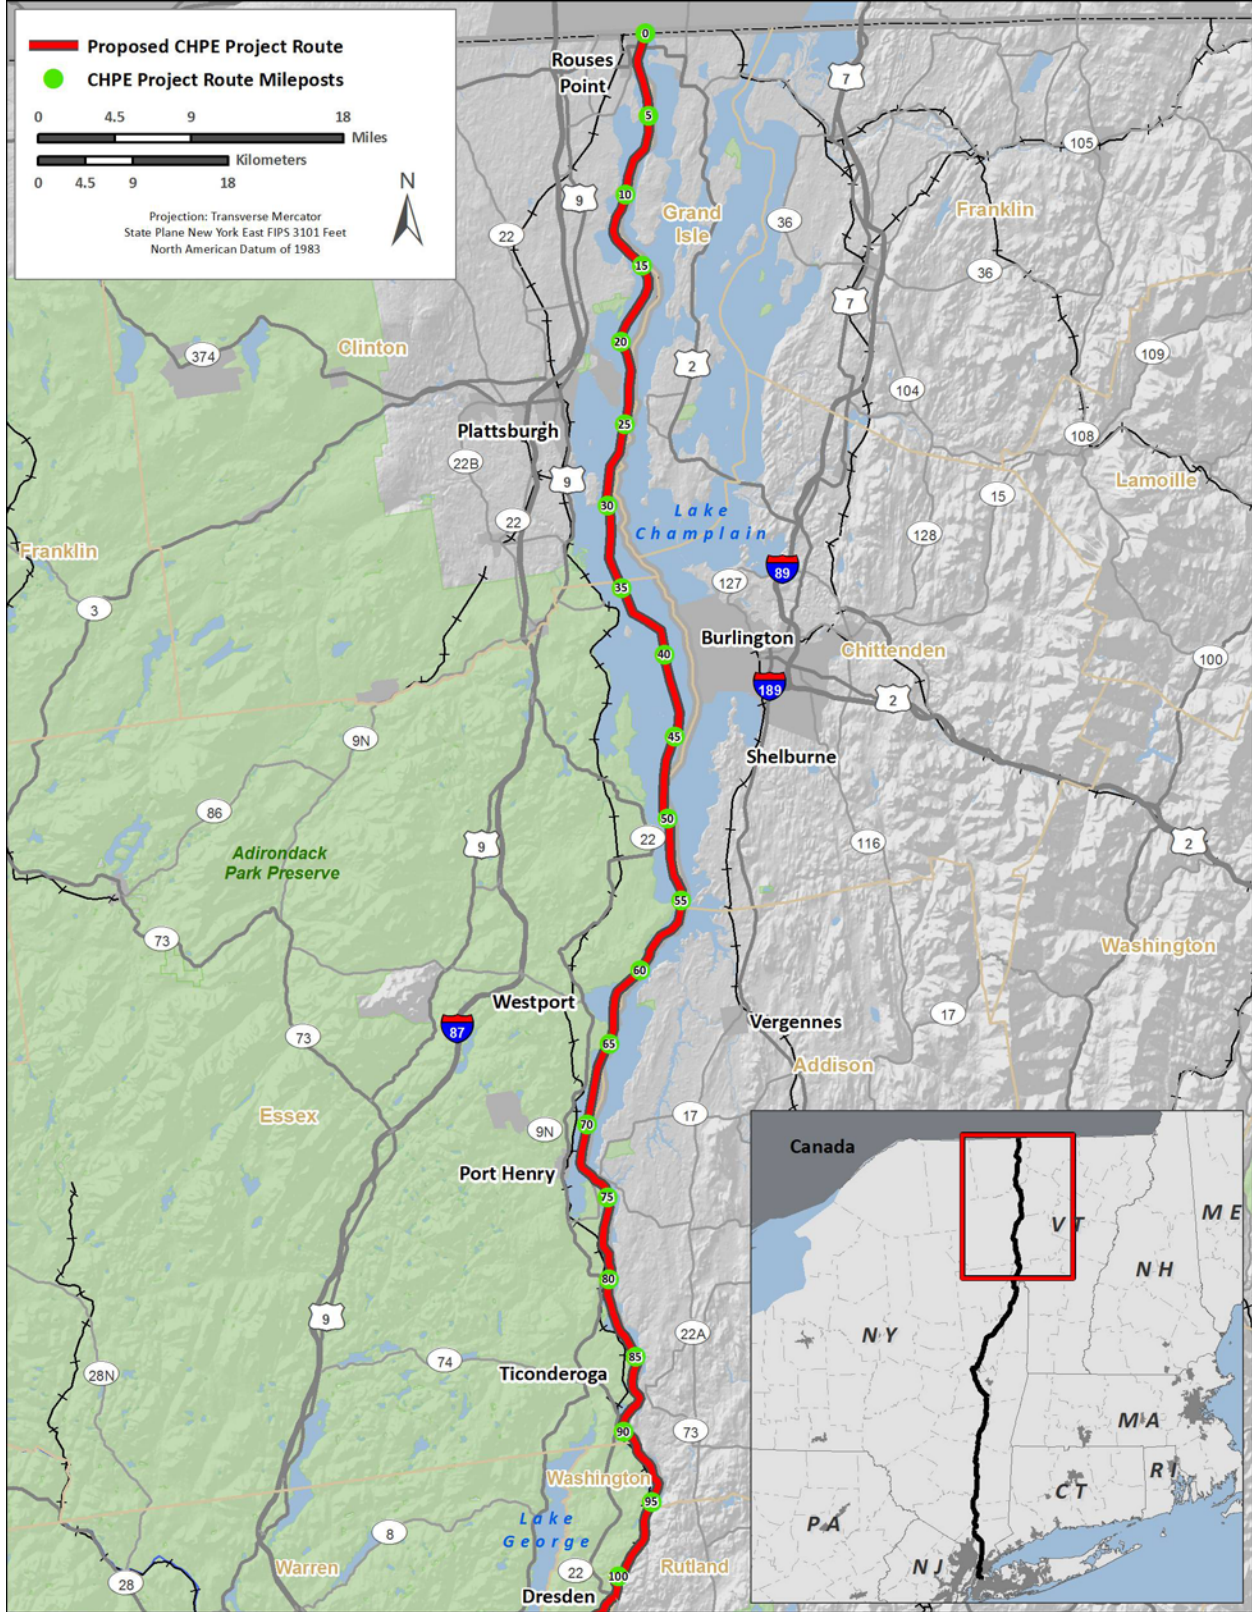 Proposed CHPE Project Route
CHPE Project Route Mileposts
0 4.5 9 18
Miles
Kilometers
0 4.5 9 18
N
Projection: Transverse Mercator
State Plane New York East FIPS 3101 Feet
North American Datum of 1983
0
Rouses
Point
7
5
105
10
9
Grand
Isle
36
Franklin
22
15
36
7
20
Clinton
374
2
109
104
25
Plattsburgh
108
22B
9
Lamoille
15
30
Lake
Champlain
22
128
Franklin
89
35
127
3
Burlington
40
Chittenden
100
189
2
9N
45
Shelburne
86
50
22
116
9
2
Adirondack
Park Preserve
55
73
Washington
60
Westport
17
Vergennes
87
73
65
Addison
Essex
17
70
9N
Port Henry
75
80
9
22A
85
74
Ticonderoga
28N
90
73
Washington
95
Lake
George
8
Warren
Rutland
22
100
28
Dresden
Canada
VT
ME
NH
NY
MA
RI
CT
PA
NJ